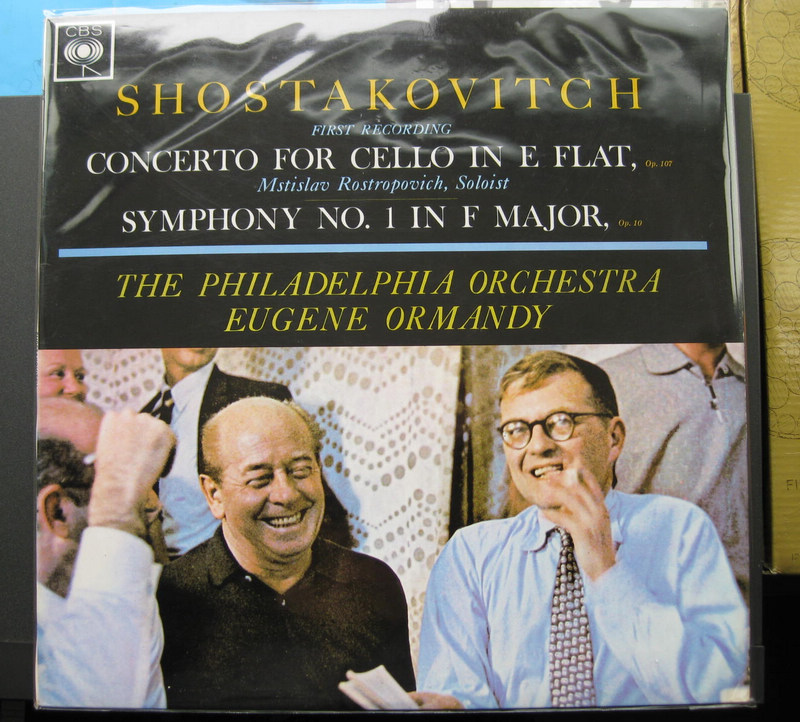 CBS
SHOSTAKOVITCH
FIRST RECORDING
CONCERTO FOR CELLO IN E FLAT, Op. 107
Mstislav Rostropovich, Soloist
SYMPHONY NO. 1 IN F MAJOR, Op. 10
THE PHILADELPHIA ORCHESTRA
EUGENE ORMANDY